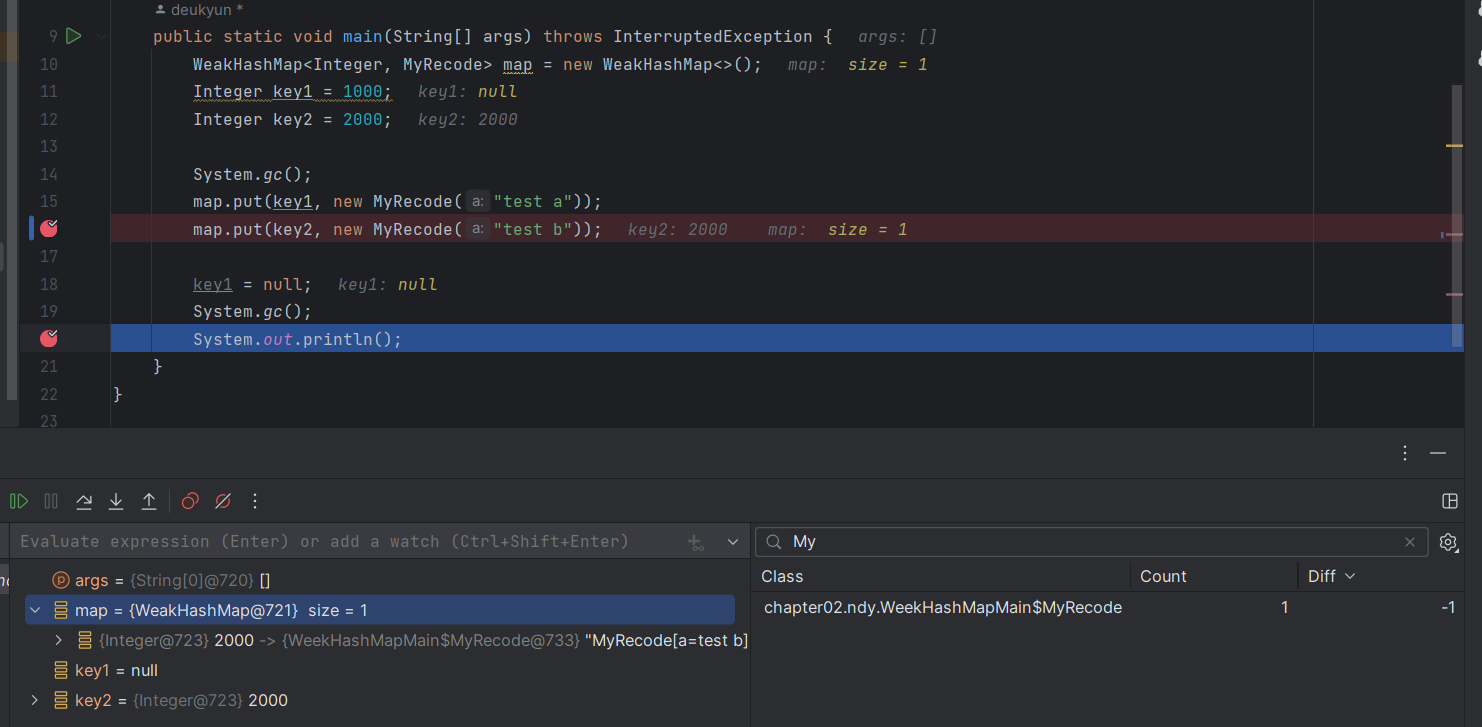 deukyun *
9 public static void main(String[] args) throws InterruptedException { args: []
10 WeakHashMap<Integer, MyRecode> map = new WeakHashMap<>(); map: size = 1
11 Integer key1 = 1000; key1: null
12 Integer key2 = 2000; key2: 2000
13
14 System.gc();
15 map.put(key1, new MyRecode( a: "test a"));
map.put(key2, new MyRecode( a: "test b")); key2: 2000 map: size = 1
17
18 key1 = null; key1: null
19 System.gc();
System.out.println();
21 }
22 }
23
Evaluate expression (Enter) or add a watch (Ctrl+Shift+Enter)
p args = {String[0]@720} []
map = {WeakHashMap@721} size = 1
{Integer@723} 2000 -> {WeekHashMapMain$MyRecode@733} "MyRecode[a=test b]
key1 = null
key2 = {Integer@723} 2000
My
Class Count Diff
chapter02.ndy.WeekHashMapMain$MyRecode 1 -1